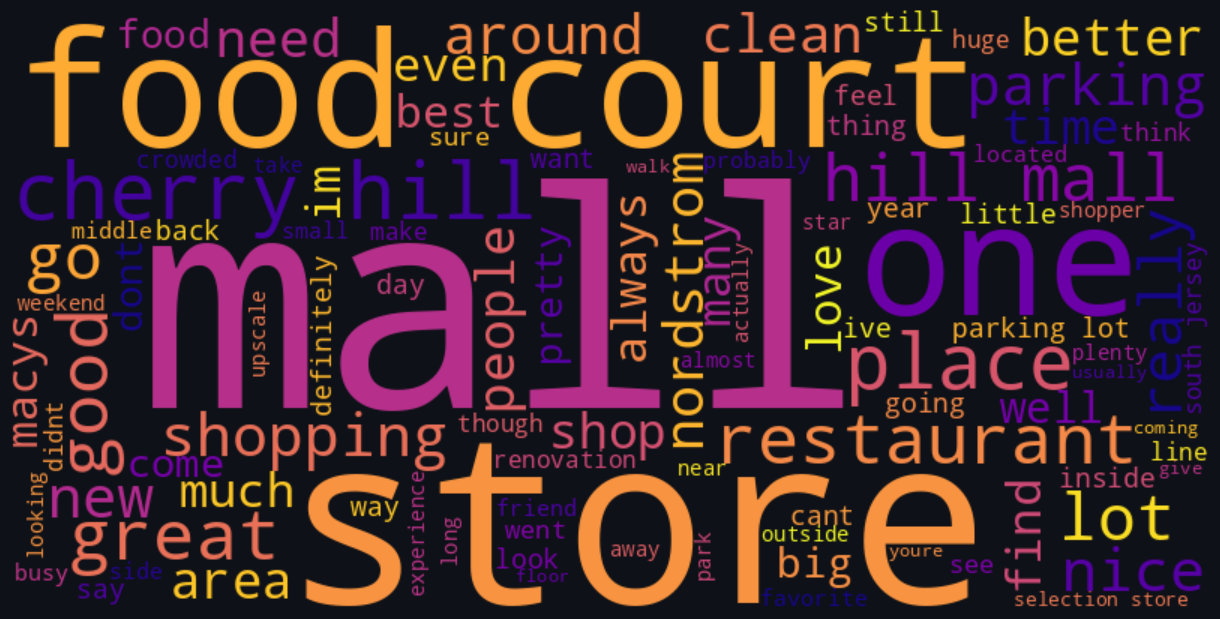 food need
around
clean
still
huge
better
food court
even
best
sure
feel
thing
parking
time
think
crowded
take
want
walk
probably
located
cherry hill
im
hill mall
nordstrom
star
year
little
shopper
middle
back
small
make
go
dont
mall
people
pretty
always
many
actually
love
one
really
south jersey
day
weekend
upscale
definitely
ive
parking lot
macys
good
almost
place
plenty
usually
going
well
didnt
shopping
though
shop
restaurant
coming
line
come
renovation
near
inside
give
looking
new
much
store
way
experience
long
friend
went
look
floor
away
park
cant
outside
big
youre
favorite
see
find
lot
nice
great
busy
side
say
area
selection store